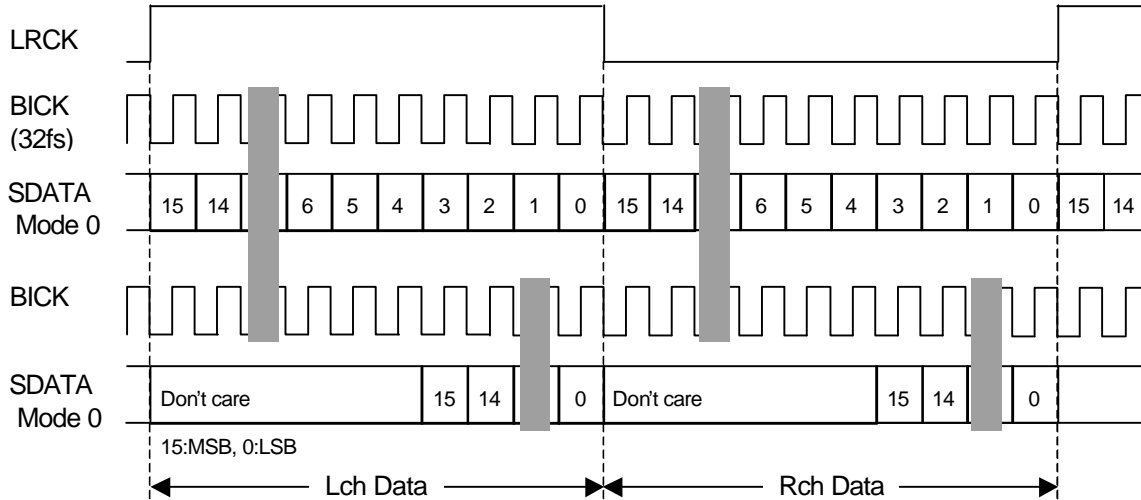 LRCK
BICK
(32fs)
SDATA
Mode 0
15 14 6 5 4 3 2 1 0 15 14 6 5 4 3 2 1 0 15 14
BICK
SDATA
Mode 0
Don't care 15 14 0 Don't care 15 14 0
15:MSB, 0:LSB
Lch Data Rch Data